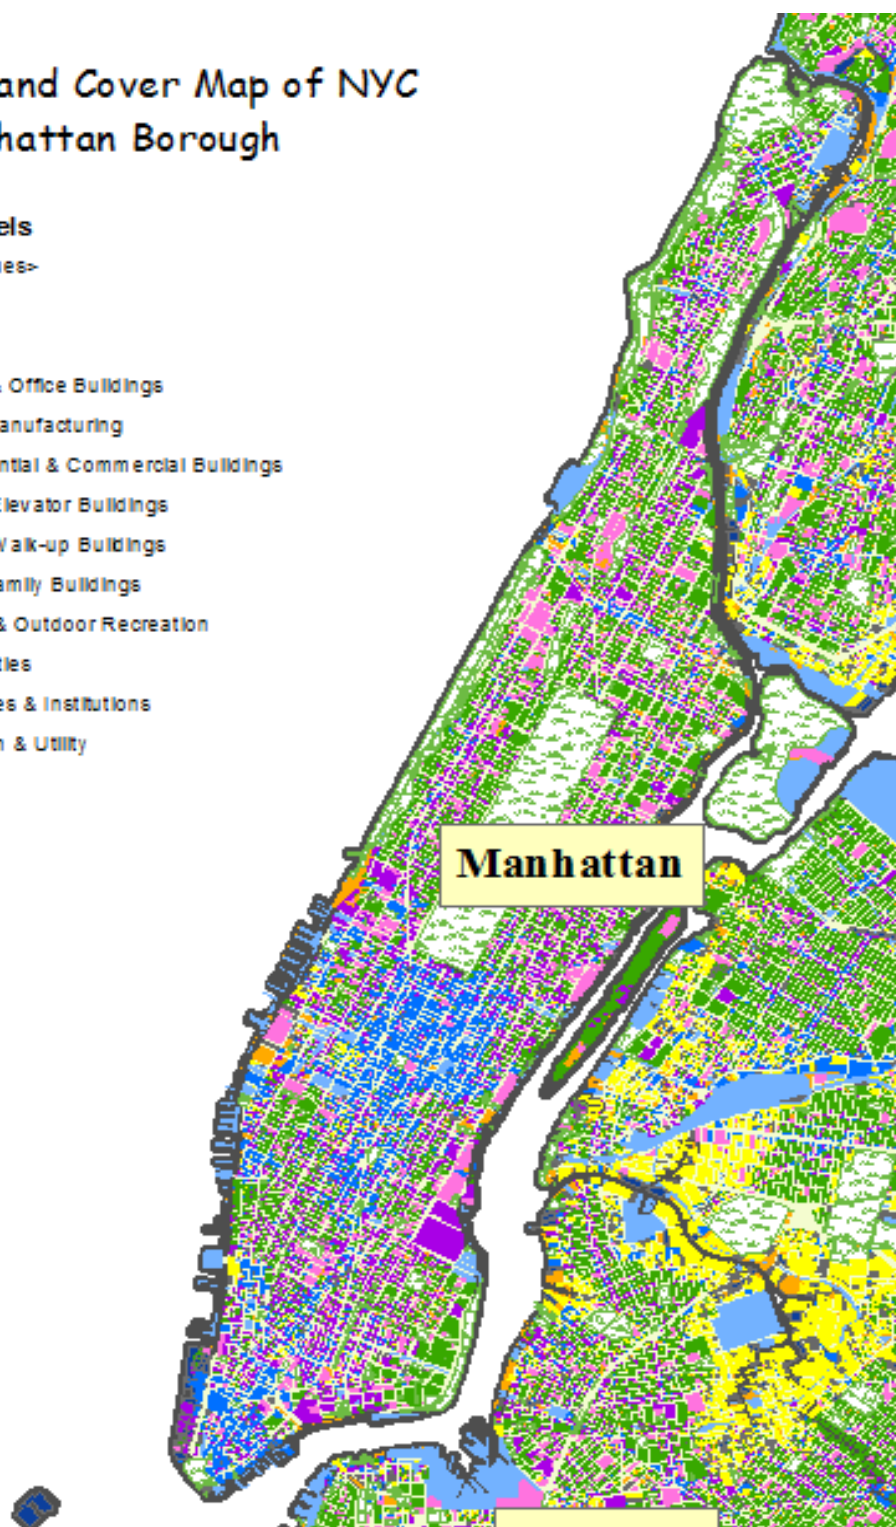 and Cover Map of NYC
hattan Borough
els
ues>
& Office Buildings
anufacturing
ntial & Commercial Buildings
Elevator Buildings
Walk-up Buildings
amily Buildings
& Outdoor Recreation
ties
es & Institutions
n & Utility
Manhattan